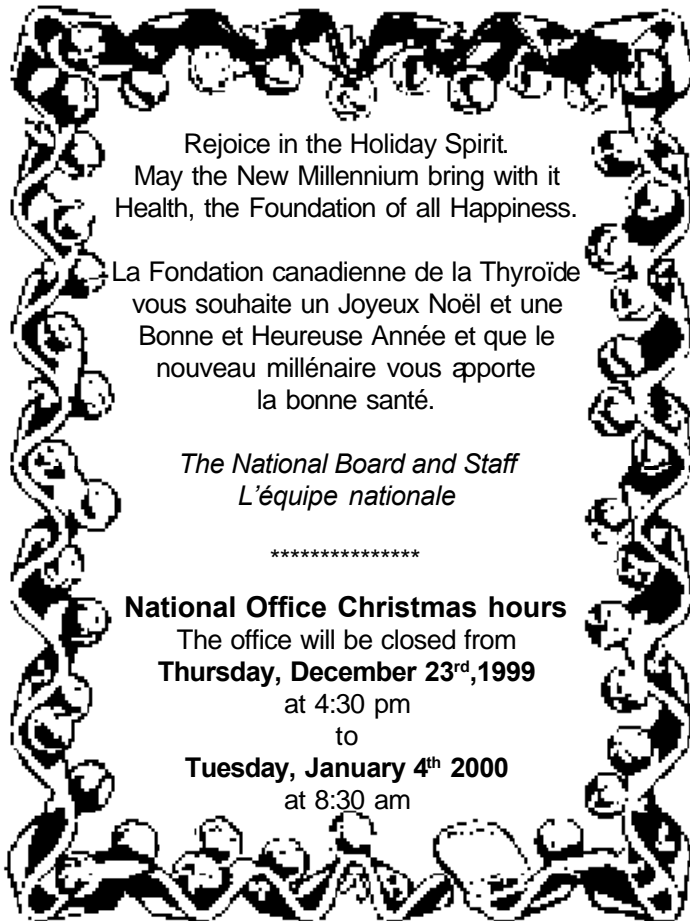 Rejoice in the Holiday Spirit.
May the New Millennium bring with it
Health, the Foundation of all Happiness.
La Fondation canadienne de la Thyroïde
vous souhaite un Joyeux Noël et une
Bonne et Heureuse Année et que le
nouveau millénaire vous apporte
la bonne santé.
The National Board and Staff
L'équipe nationale
***************
National Office Christmas hours
The office will be closed from
Thursday, December 23rd,1999
at 4:30 pm
to
Tuesday, January 4th 2000
at 8:30 am